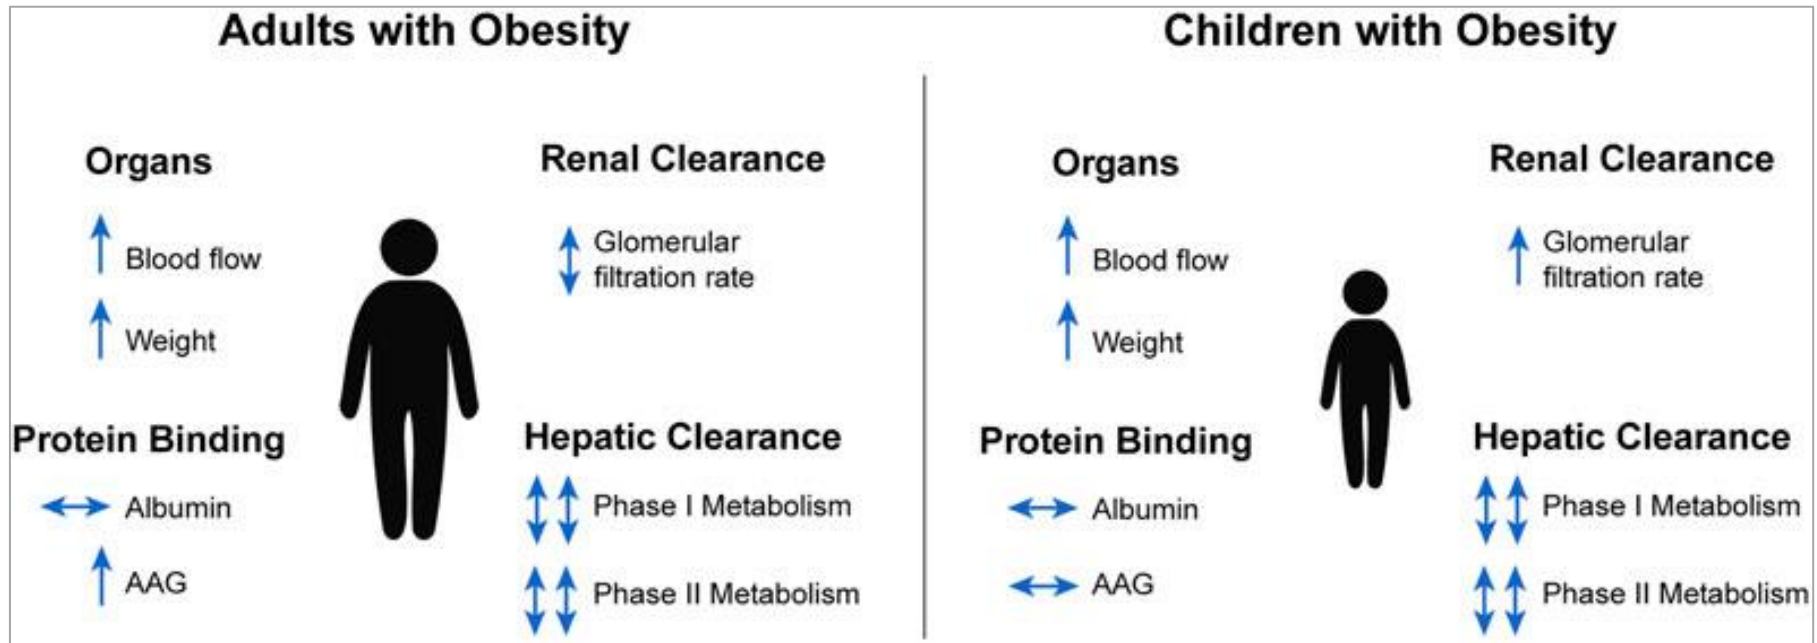 Adults with Obesity
Organs
Blood flow
Weight
Renal Clearance
Glomerular
filtration rate
Protein Binding
Albumin
AAG
Hepatic Clearance
Phase I Metabolism
Phase II Metabolism
Children with Obesity
Organs
Blood flow
Weight
Renal Clearance
Glomerular
filtration rate
Protein Binding
Albumin
AAG
Hepatic Clearance
Phase I Metabolism
Phase II Metabolism